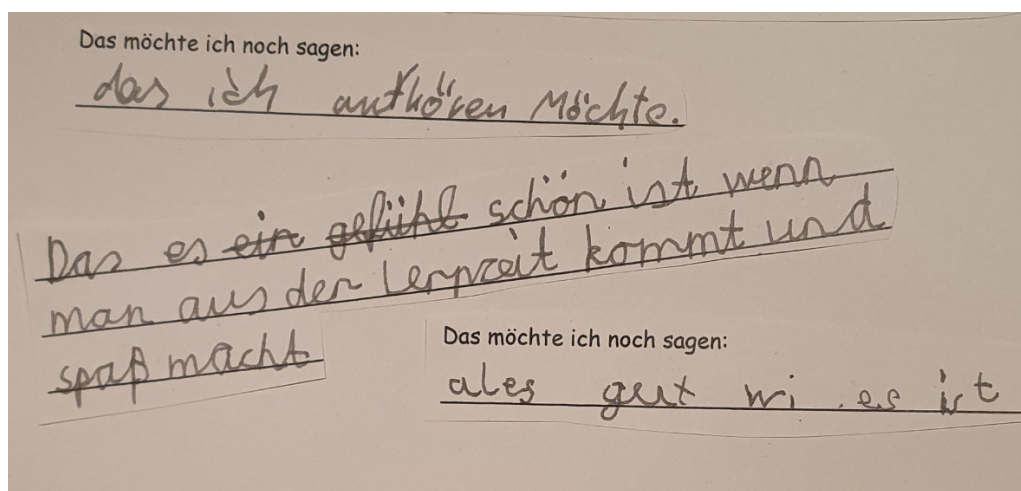 Das möchte ich noch sagen:
das ich aufhören Möchte.
Das es ein gefühl schön ist wenn
man aus der Lernzeit kommt und
spaß macht
Das möchte ich noch sagen:
ales gut wi es ist